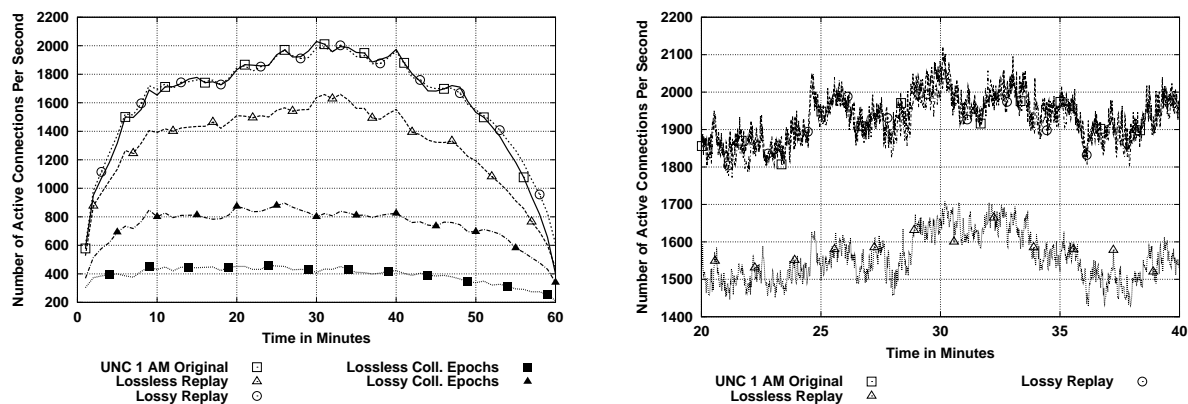 Number of Active Connections Per Second
2200
2000
1800
1600
1400
1200
1000
800
600
400
200
0 10 20 30 40 50 60
Time in Minutes
UNC 1 AM Original
Lossless Replay
Lossy Replay
Lossless Coll. Epochs
Lossy Coll. Epochs
Number of Active Connections Per Second
2200
2100
2000
1900
1800
1700
1600
1500
1400
20 25 30 35 40
Time in Minutes
UNC 1 AM Original
Lossless Replay
Lossy Replay